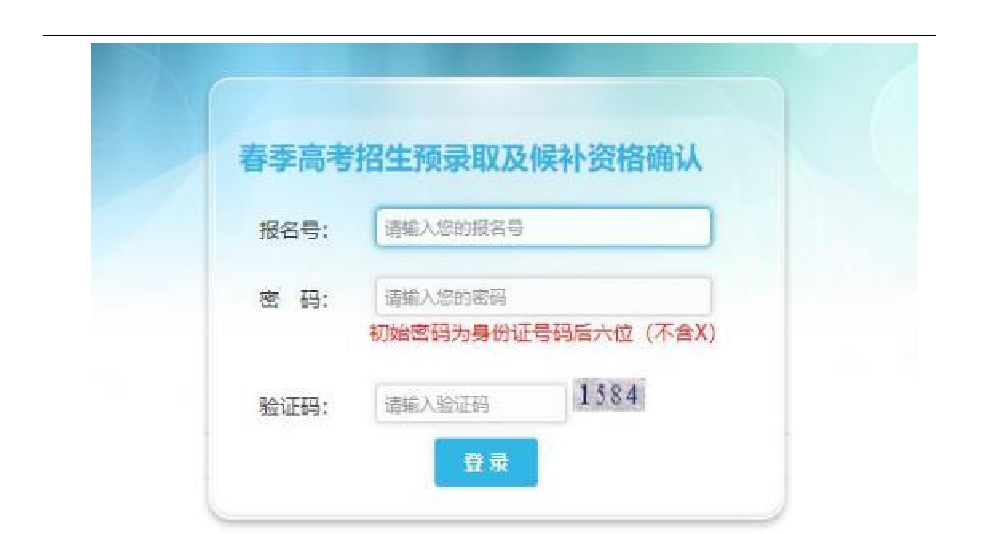 春季高考招生预录取及候补资格确认
报名号： 请输入您的报名号
密 码： 请输入您的密码
初始密码为身份证号码后六位（不含X）
验证码： 请输入验证码 1584
登录